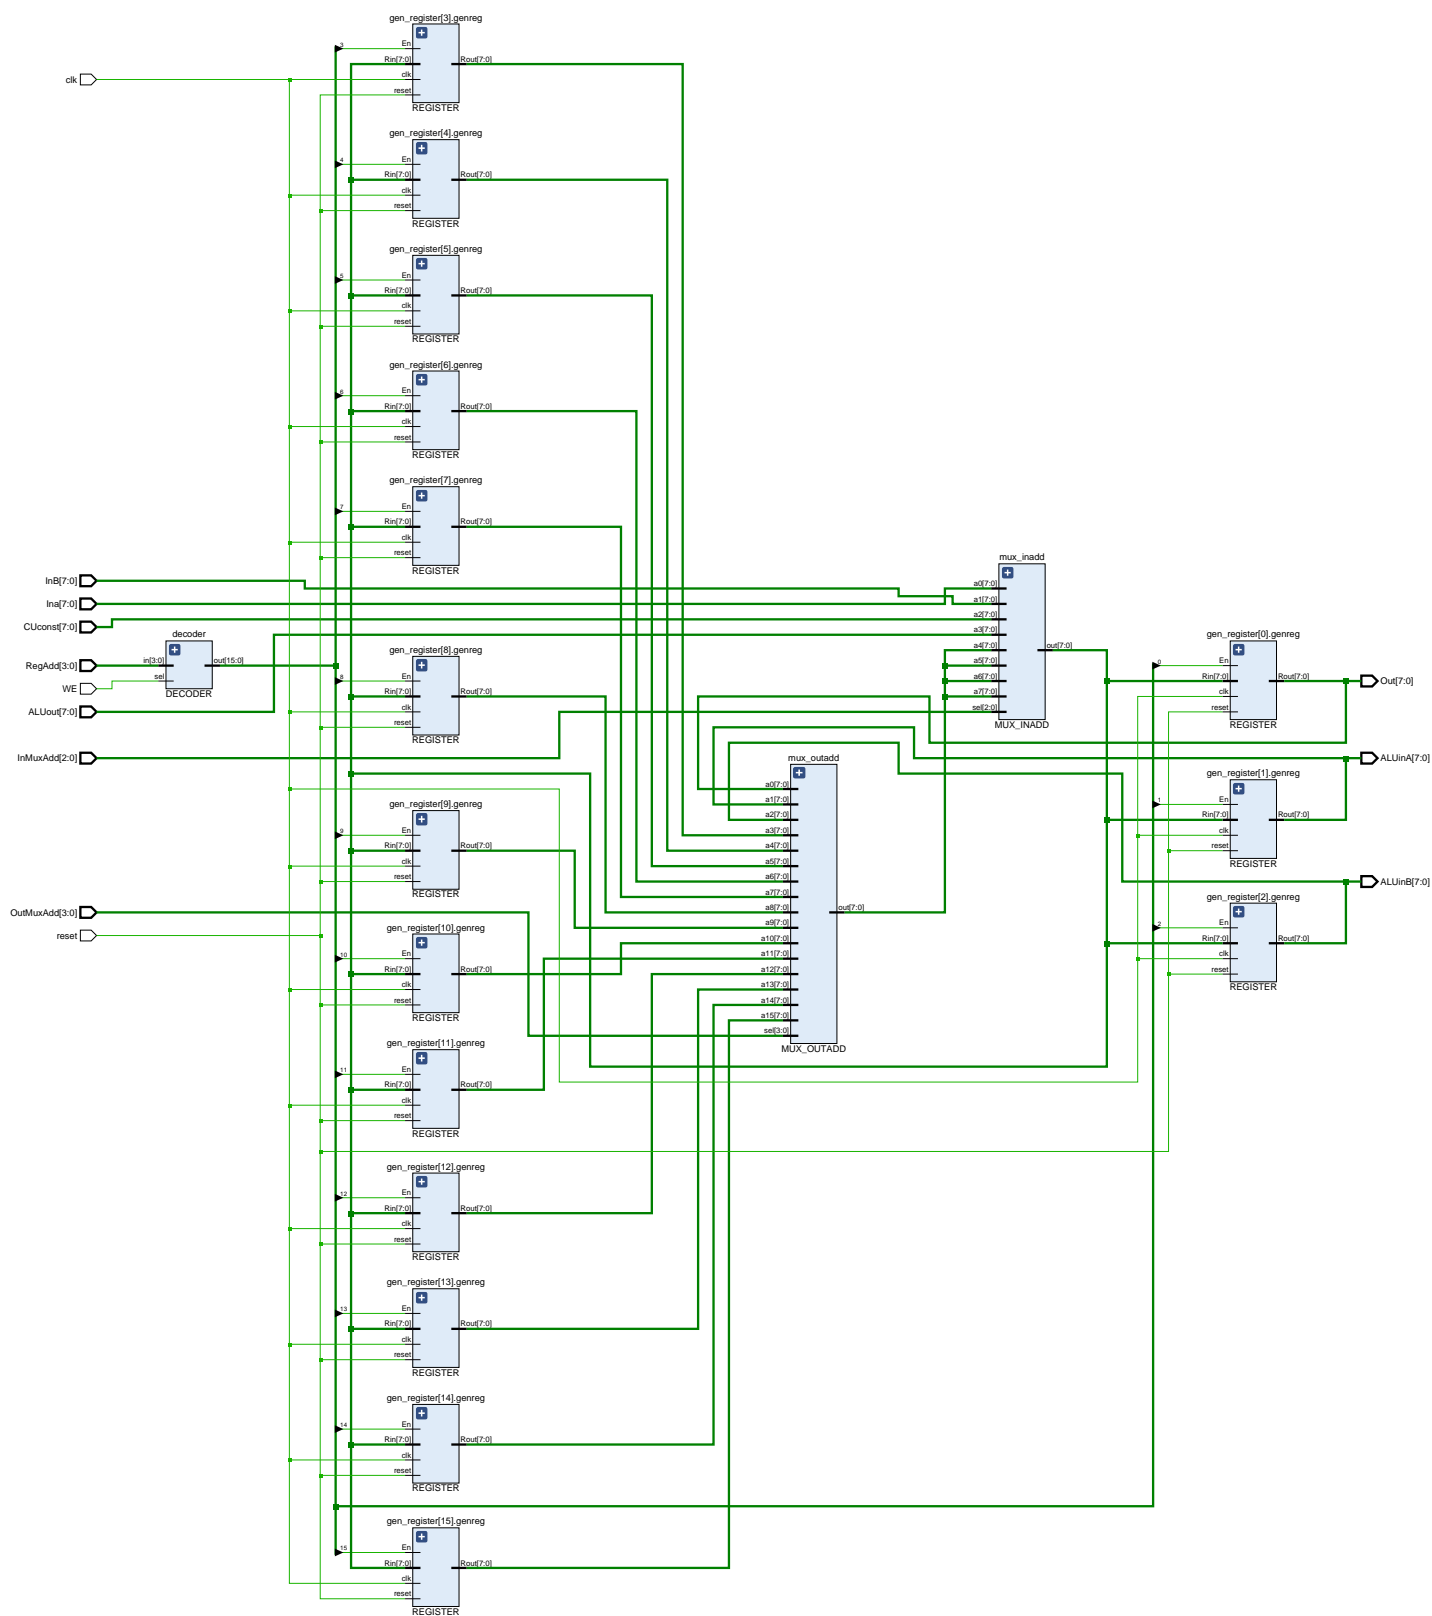 gen_register[3].genreg
3
En
Rin[7:0]
Rout[7:0]
clk
reset
REGISTER
clk
gen_register[4].genreg
4
En
Rin[7:0]
Rout[7:0]
clk
reset
REGISTER
gen_register[5].genreg
5
En
Rin[7:0]
Rout[7:0]
clk
reset
REGISTER
gen_register[6].genreg
6
En
Rin[7:0]
Rout[7:0]
clk
reset
REGISTER
gen_register[7].genreg
7
En
Rin[7:0]
Rout[7:0]
clk
reset
REGISTER
InB[7:0]
Ina[7:0]
CUconst[7:0]
RegAdd[3:0]
WE
ALUout[7:0]
InMuxAdd[2:0]
OutMuxAdd[3:0]
reset
decoder
in[3:0]
out[15:0]
sel
DECODER
gen_register[8].genreg
8
En
Rin[7:0]
Rout[7:0]
clk
reset
REGISTER
gen_register[9].genreg
9
En
Rin[7:0]
Rout[7:0]
clk
reset
REGISTER
gen_register[10].genreg
10
En
Rin[7:0]
Rout[7:0]
clk
reset
REGISTER
gen_register[11].genreg
11
En
Rin[7:0]
Rout[7:0]
clk
reset
REGISTER
gen_register[12].genreg
12
En
Rin[7:0]
Rout[7:0]
clk
reset
REGISTER
gen_register[13].genreg
13
En
Rin[7:0]
Rout[7:0]
clk
reset
REGISTER
gen_register[14].genreg
14
En
Rin[7:0]
Rout[7:0]
clk
reset
REGISTER
gen_register[15].genreg
15
En
Rin[7:0]
Rout[7:0]
clk
reset
REGISTER
mux_outadd
a0[7:0]
a1[7:0]
a2[7:0]
a3[7:0]
a4[7:0]
a5[7:0]
a6[7:0]
a7[7:0]
a8[7:0]
a9[7:0]
a10[7:0]
a11[7:0]
a12[7:0]
a13[7:0]
a14[7:0]
a15[7:0]
sel[3:0]
out[7:0]
MUX_OUTADD
mux_inadd
a0[7:0]
a1[7:0]
a2[7:0]
a3[7:0]
a4[7:0]
a5[7:0]
a6[7:0]
a7[7:0]
sel[2:0]
out[7:0]
MUX_INADD
gen_register[0].genreg
0
En
Rin[7:0]
Rout[7:0]
clk
reset
REGISTER
Out[7:0]
ALUinA[7:0]
gen_register[1].genreg
1
En
Rin[7:0]
Rout[7:0]
clk
reset
REGISTER
ALUinB[7:0]
gen_register[2].genreg
2
En
Rin[7:0]
Rout[7:0]
clk
reset
REGISTER